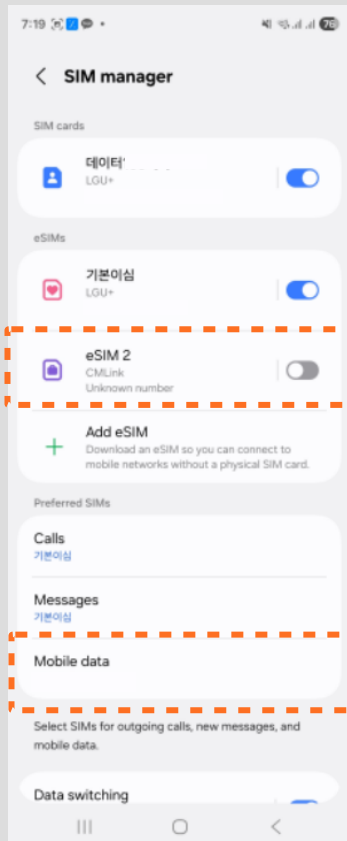 7:19
76
SIM manager
SIM cards
데이터'
LGU+
eSIMs
기본이심
LGU+
eSIM 2
CMLink
Unknown number
Add eSIM
Download an eSIM so you can connect to
mobile networks without a physical SIM card.
Preferred SIMs
Calls
기본이심
Messages
기본이심
Mobile data
Select SIMs for outgoing calls, new messages, and
mobile data.
Data switching